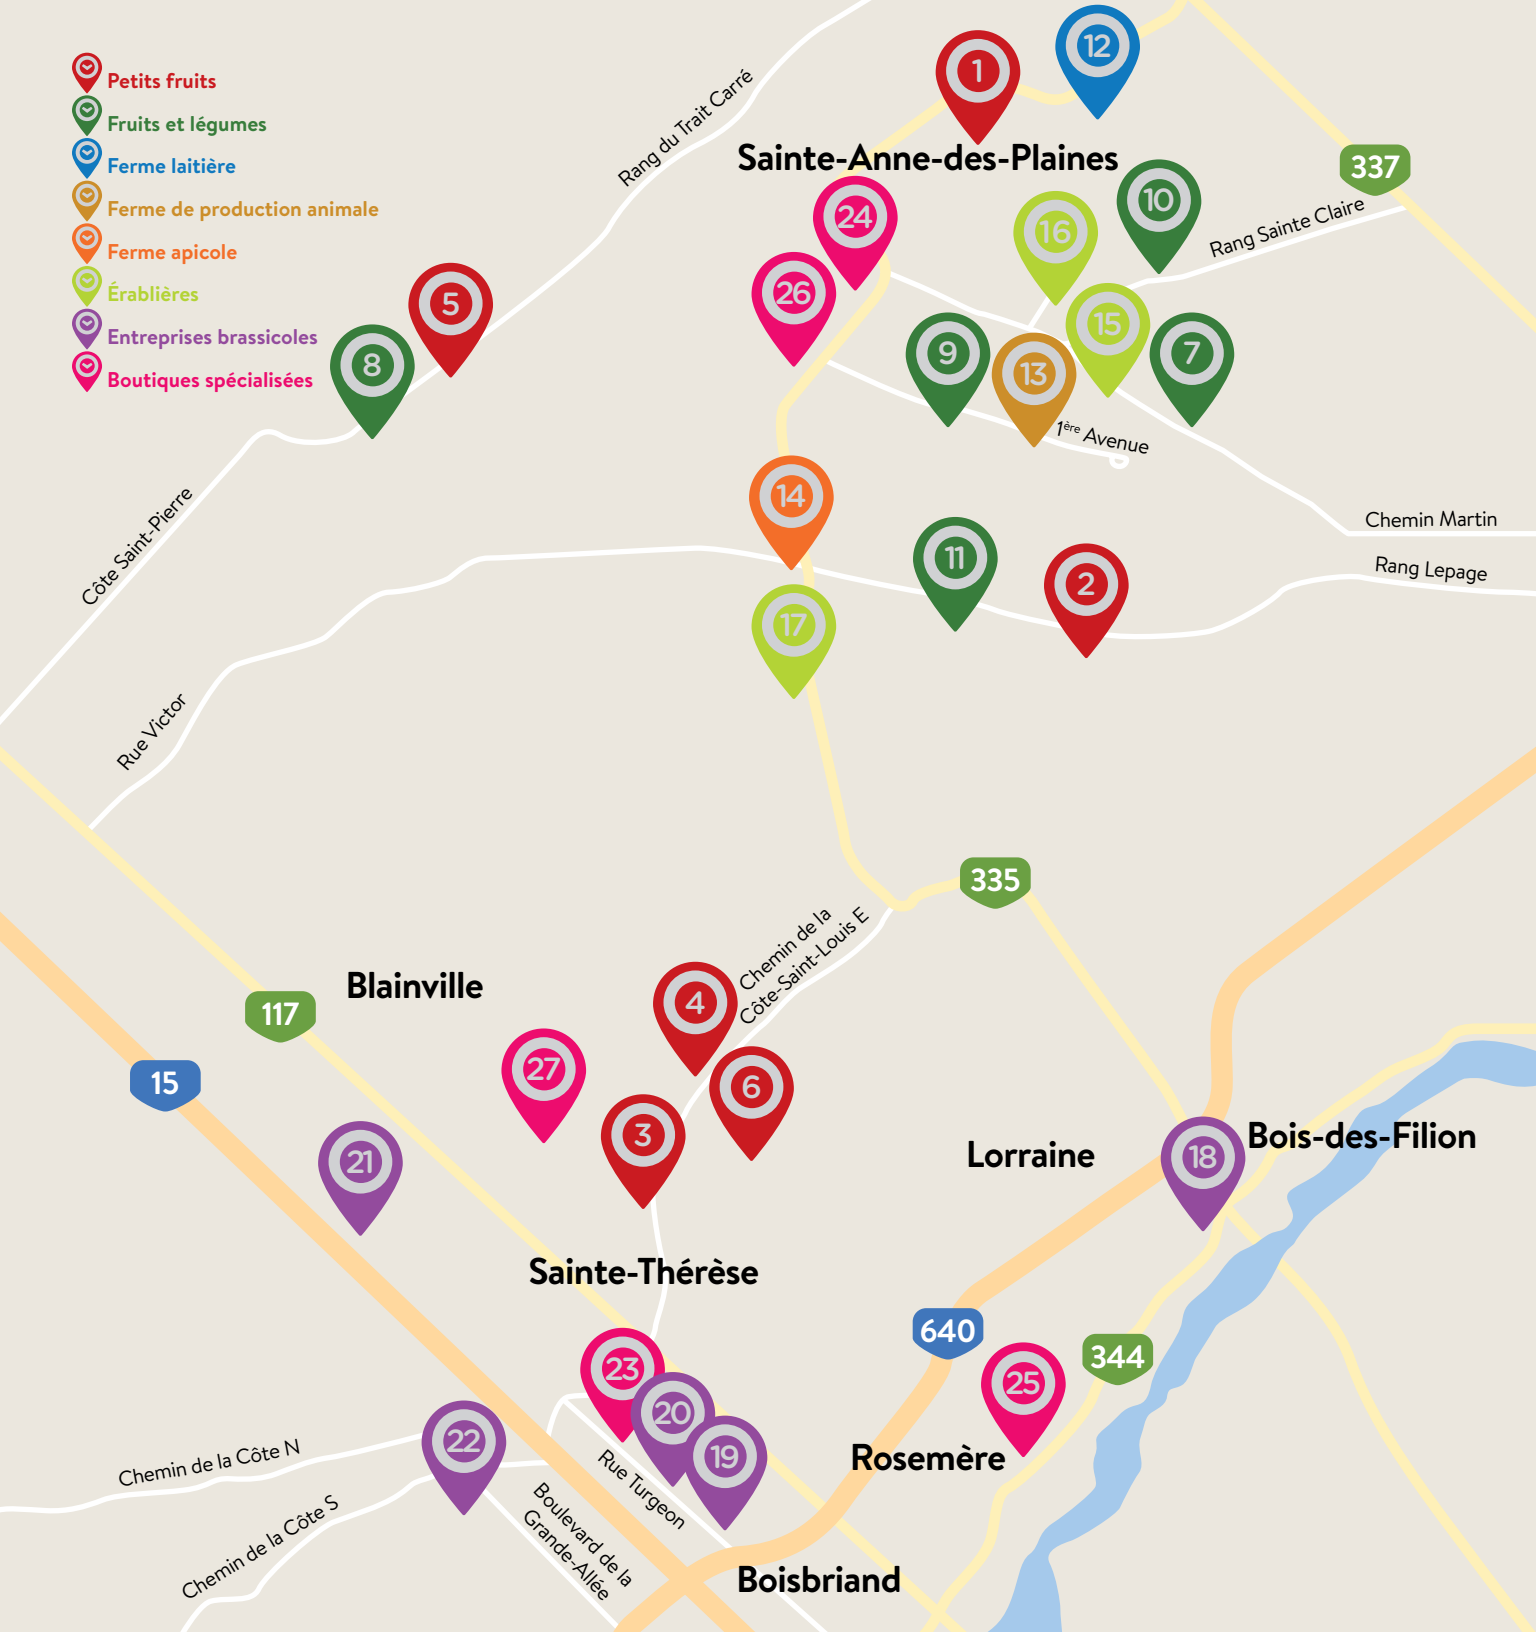 Petits fruits
Fruits et légumes
Ferme laitière
Ferme de production animale
Ferme apicole
Érablières
Entreprises brassicoles
Boutiques spécialisées
Rang du Trait Carré
1
12
Sainte-Anne-des-Plaines
337
10
24
16
Rang Sainte Claire
26
5
15
8
9
13
7
1ère Avenue
14
Chemin Martin
Côte Saint-Pierre
11
2
Rang Lepage
17
Rue Victor
335
Chemin de la
Côte-Saint-Louis E
Blainville
4
117
27
15
6
3
21
Lorraine
18
Bois-des-Filion
Sainte-Thérèse
640
344
23
25
20
22
19
Rosemère
Chemin de la Côte N
Rue Turgeon
Chemin de la Côte S
Boulevard de la
Grande-Allée
Boisbriand